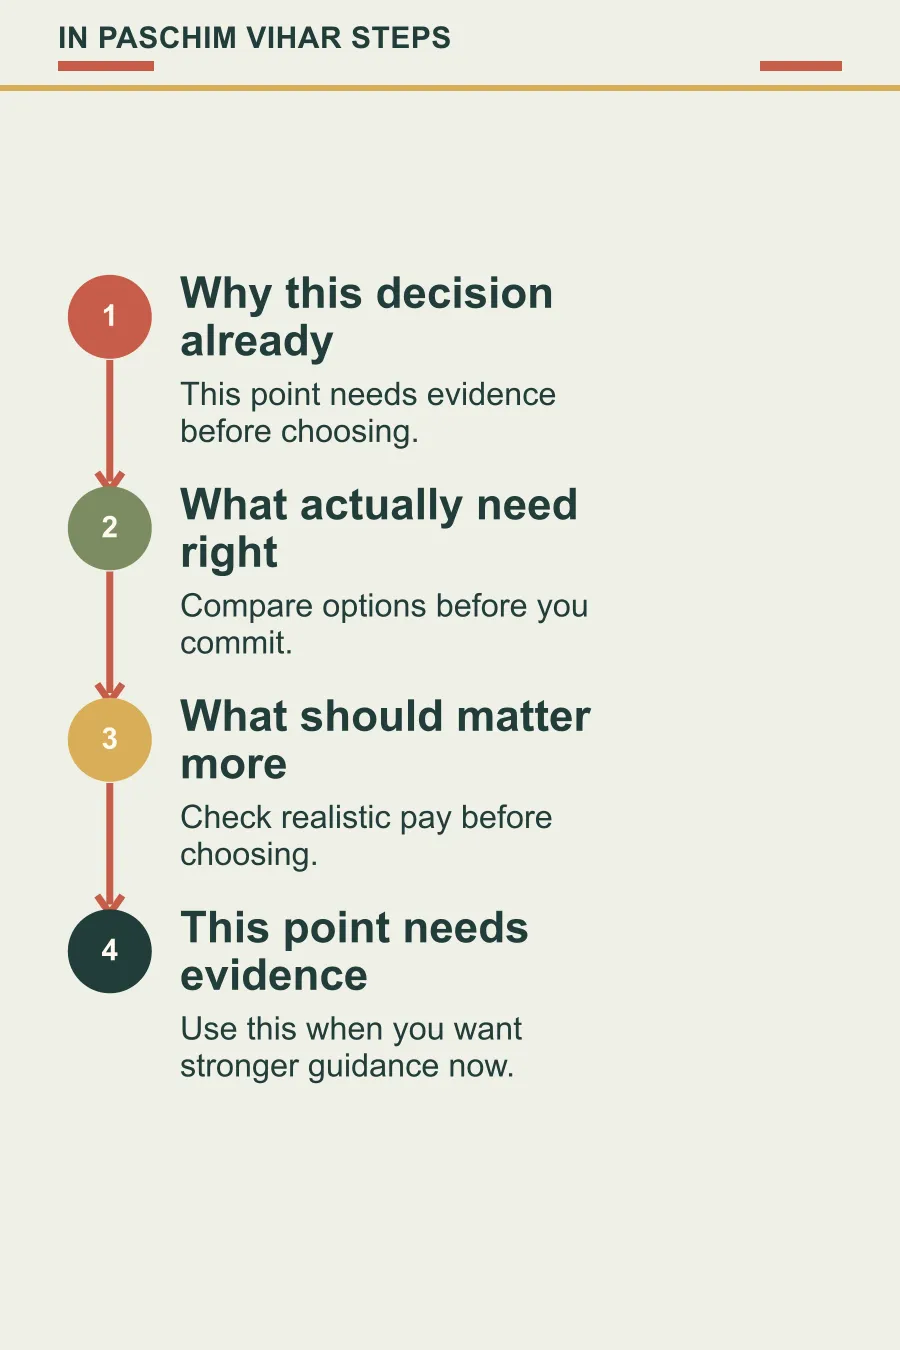 IN PASCHIM VIHAR STEPS
1
Why this decision
already
This point needs evidence
before choosing.
2
What actually need
right
Compare options before you
commit.
3
What should matter
more
Check realistic pay before
choosing.
4
This point needs
evidence
Use this when you want
stronger guidance now.